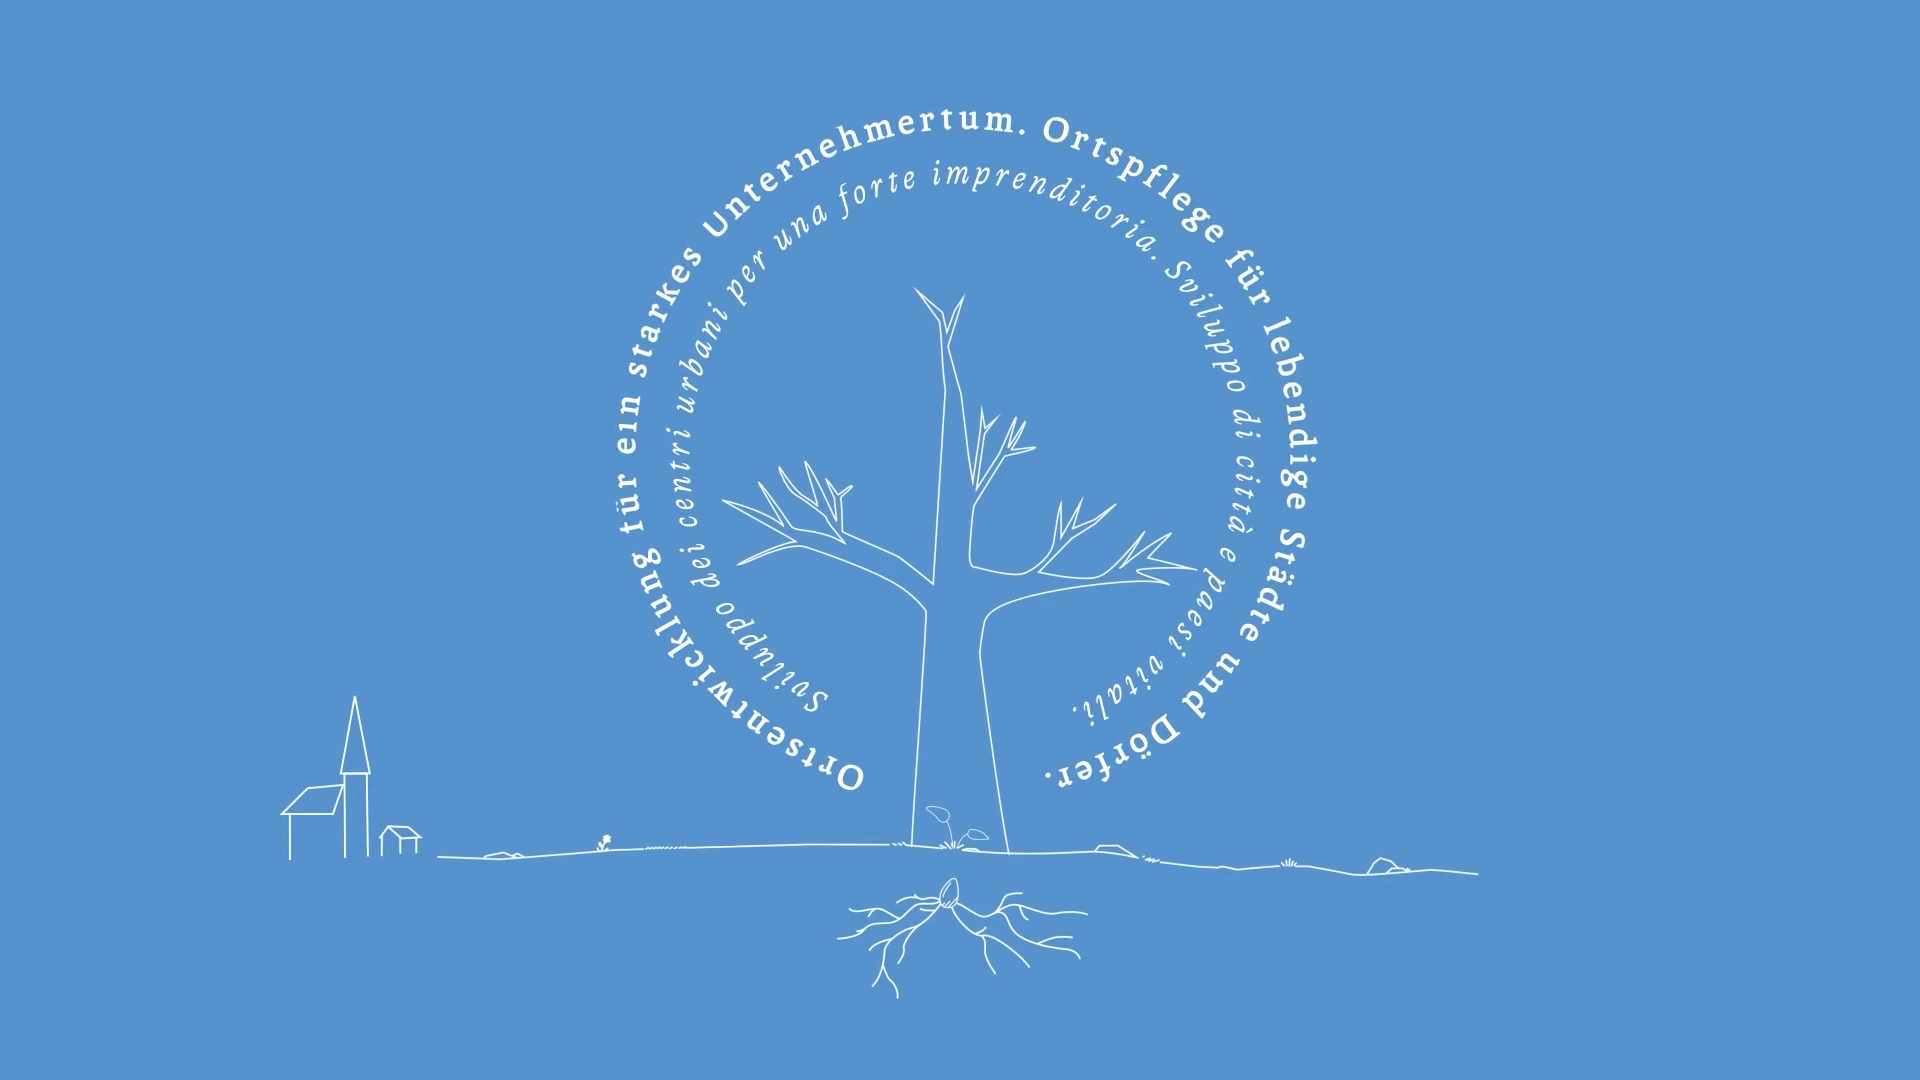 Ortsentwicklung für ein starkes Unternehmertum. Ortspflege für lebendige Städte und Dörfer.
Sviluppo dei centri urbani per una forte imprenditoria. Sviluppo di città e paesi vitali.